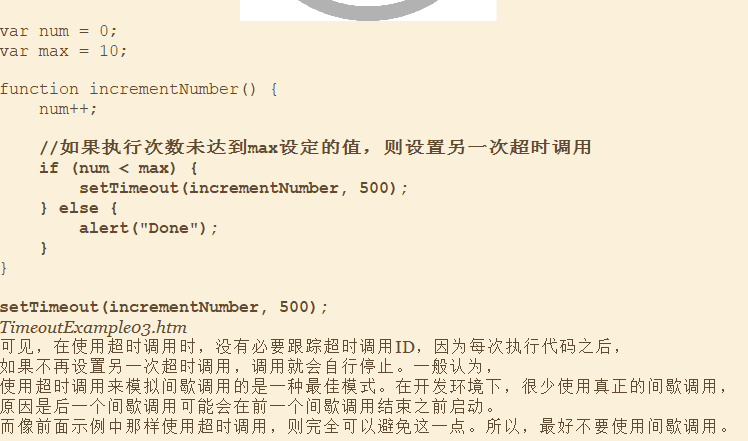 var num = 0;
var max = 10;
function incrementNumber() {
num++;
//如果执行次数未达到max设定的值，则设置另一次超时调用
if (num < max) {
setTimeout(incrementNumber, 500);
} else {
alert("Done");
}
}
setTimeout(incrementNumber, 500);
TimeoutExample03.htm
可见，在使用超时调用时，没有必要跟踪超时调用ID，因为每次执行代码之后，
如果不再设置另一次超时调用，调用就会自行停止。一般认为，
使用超时调用来模拟间歇调用的是一种最佳模式。在开发环境下，很少使用真正的间歇调用，
原因是后一个间歇调用可能会在前一个间歇调用结束之前启动。
而像前面示例中那样使用超时调用，则完全可以避免这一点。所以，最好不要使用间歇调用。